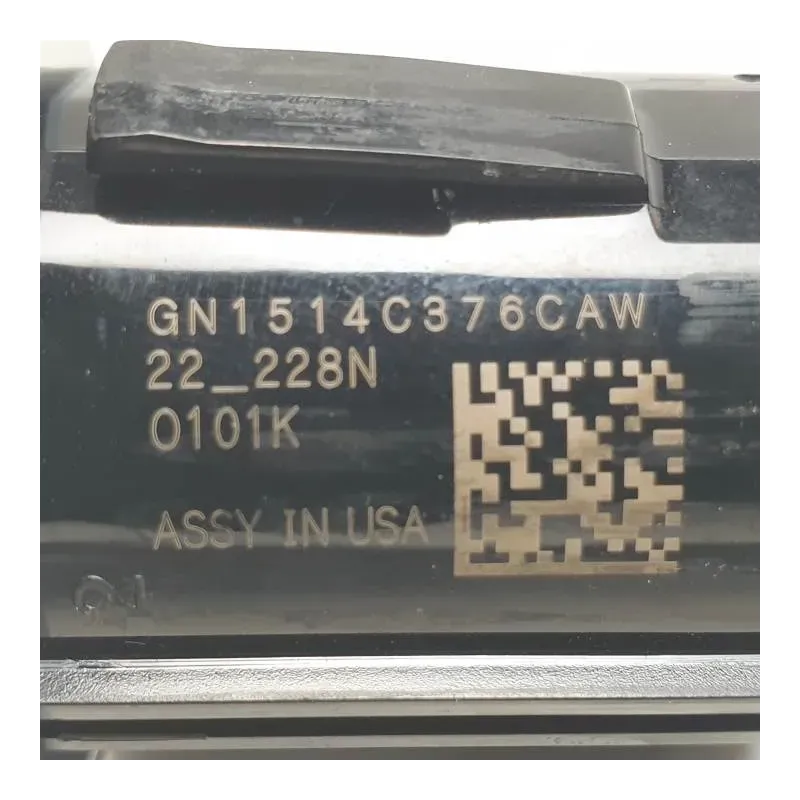 GN1514C376CAW
22_228N
0101K
ASSY IN USA